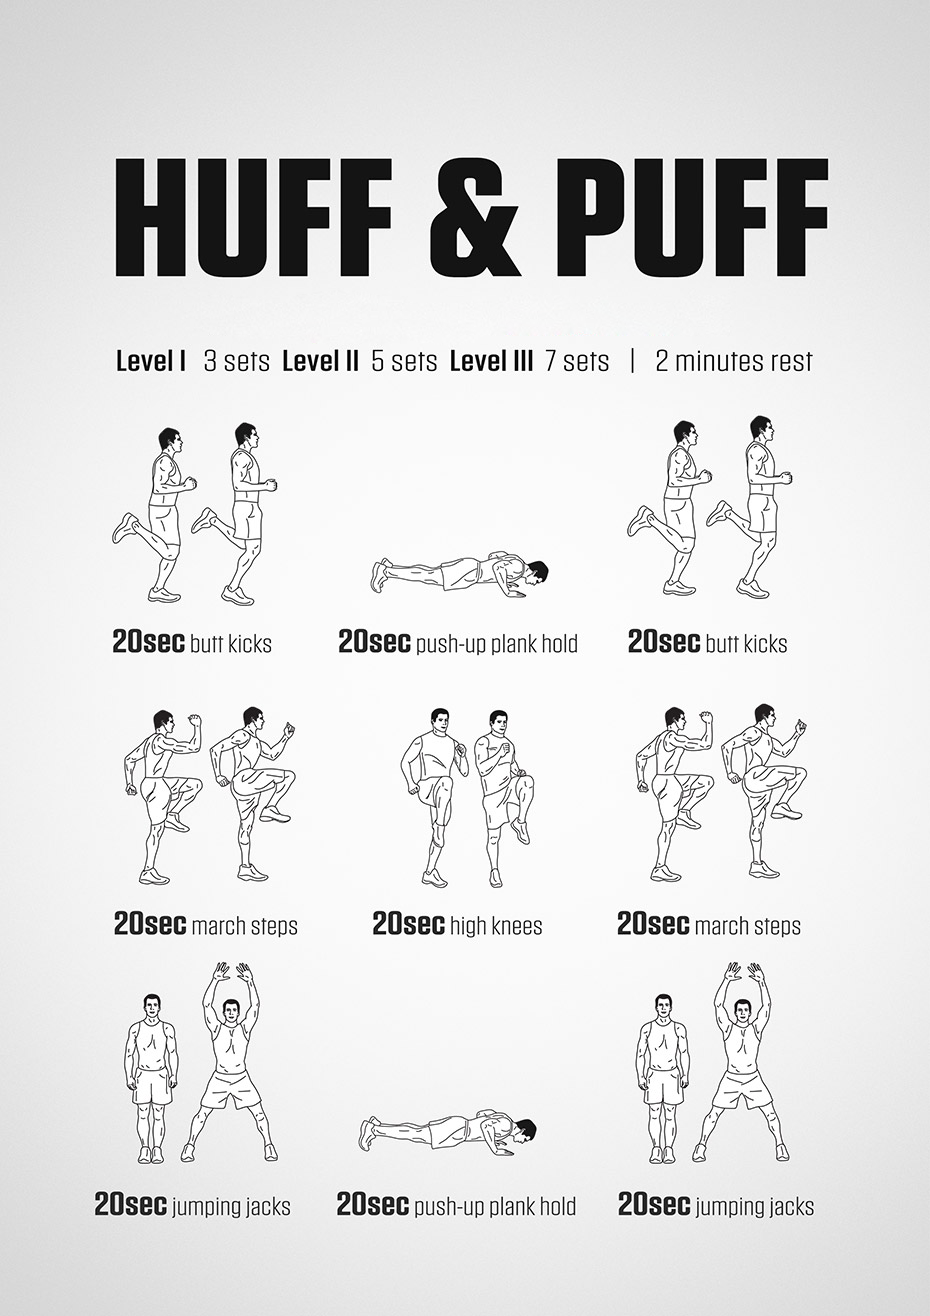 HUFF & PUFF
Level I 3 sets Level II 5 sets Level III 7 sets | 2 minutes rest
20sec butt kicks
20sec push-up plank hold
20sec butt kicks
20sec march steps
20sec high knees
20sec march steps
20sec jumping jacks
20sec push-up plank hold
20sec jumping jacks